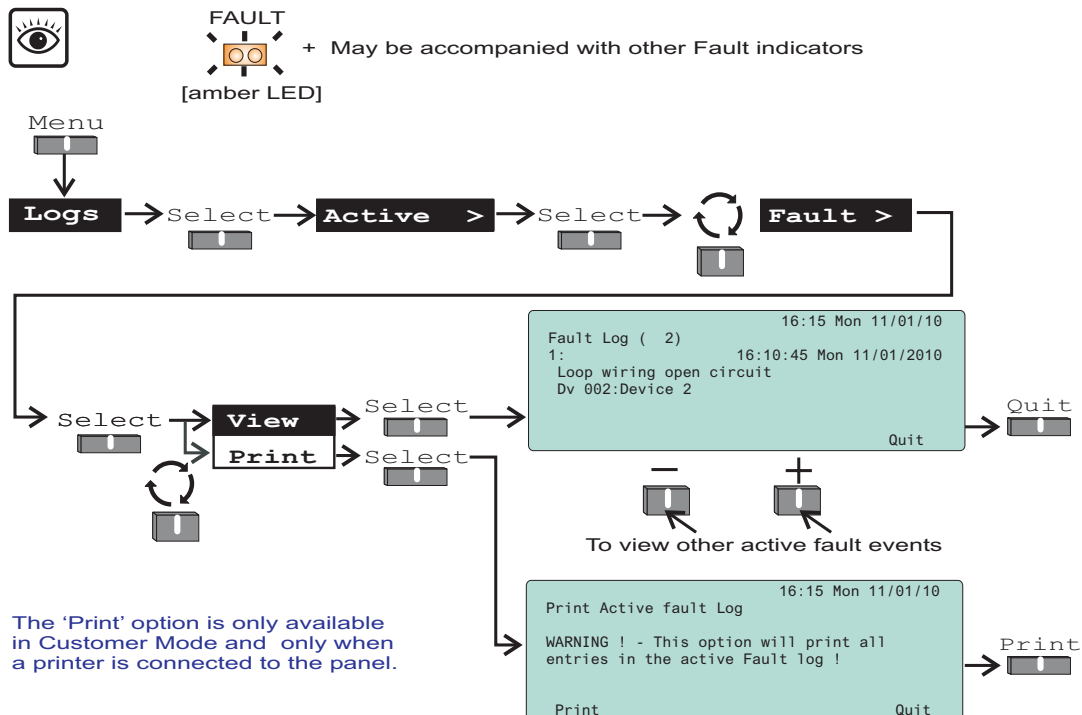 FAULT
+ May be accompanied with other Fault indicators
[amber LED]
Menu
Logs Select Active > Select Fault >
16:15 Mon 11/01/10
Fault Log ( 2)
1: 16:10:45 Mon 11/01/2010
Loop wiring open circuit
Dv 002:Device 2
Quit
Select View Select
Print Select
Quit
− +
To view other active fault events
The ‘Print’ option is only available
in Customer Mode and only when
a printer is connected to the panel.
16:15 Mon 11/01/10
Print Active fault Log
WARNING ! - This option will print all
entries in the active Fault log !
Print Quit
Print